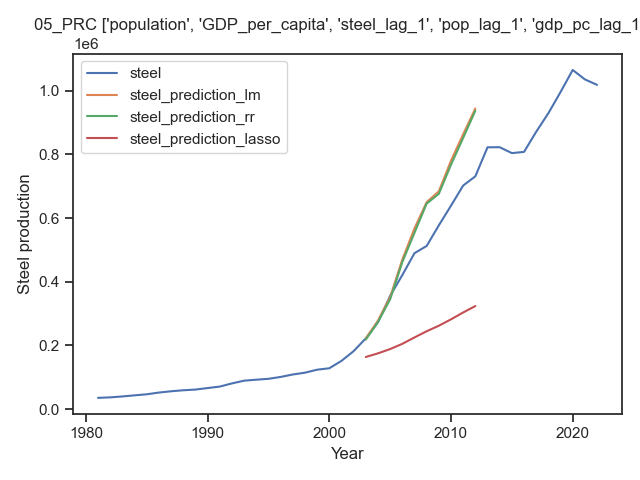 05_PRC ['population', 'GDP_per_capita', 'steel_lag_1', 'pop_lag_1', 'gdp_pc_lag_1
1e6
steel
steel_prediction_lm
steel_prediction_rr
steel_prediction_lasso
1.0
0.8
0.6
0.4
0.2
0.0
Steel production
1980
1990
2000
2010
2020
Year